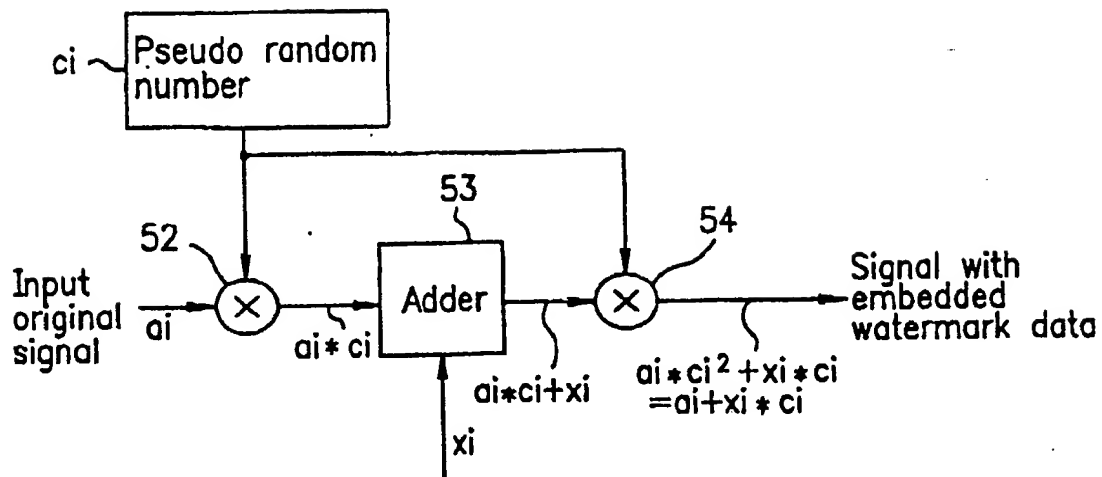 ci
Pseudo random
number
52
53
54
Input
original
signal
ai
×
ai*ci
Adder
ai*ci+xi
×
ai*ci²+xi*ci
=ai+xi*ci
Signal with
embedded
watermark data
xi